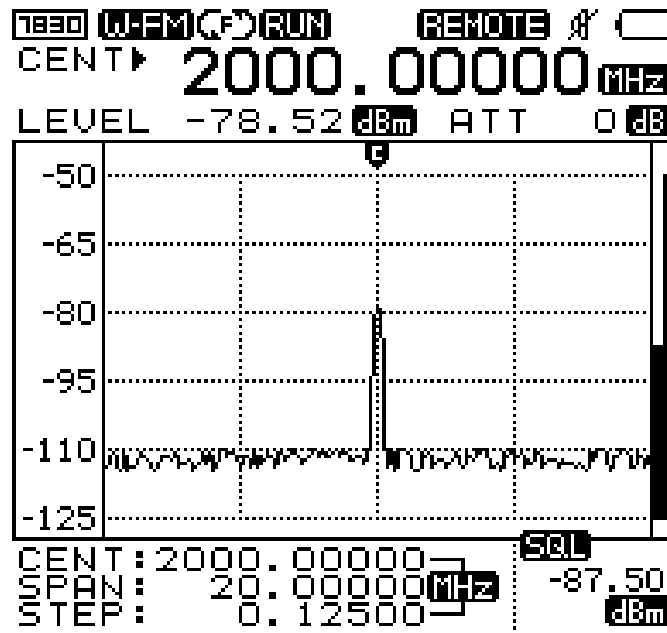 7830 W-FM F RUN REMOTE
CENT 2000.00000 MHz
LEVEL -78.52 dBm ATT 0 dB
C
-50
-65
-80
-95
-110
-125
CENT:2000.00000
SPAN: 20.00000 MHz
STEP: 0.12500
SQL
-87.50
dBm